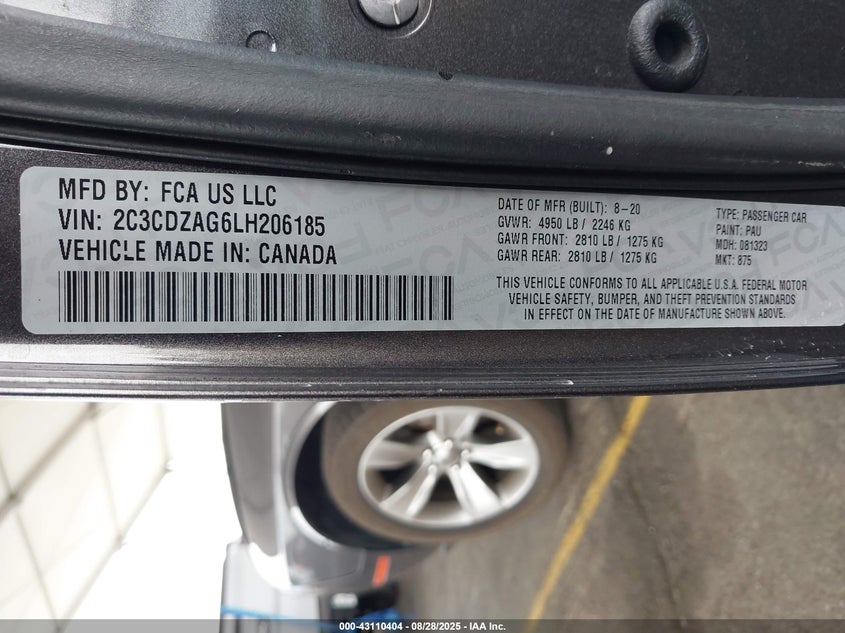 MFD BY: FCA US LLC
VIN: 2C3CDZAG6LH206185
VEHICLE MADE IN: CANADA
DATE OF MFR (BUILT): 8-20
GVWR: 4950 LB / 2246 KG
GAWR FRONT: 2810 LB / 1275 KG
GAWR REAR: 2810 LB / 1275 KG
TYPE: PASSENGER CAR
PAINT: PAU
MDH: 081323
MKT: 875
THIS VEHICLE CONFORMS TO ALL APPLICABLE U.S.A. FEDERAL MOTOR
VEHICLE SAFETY, BUMPER, AND THEFT PREVENTION STANDARDS
IN EFFECT ON THE DATE OF MANUFACTURE SHOWN ABOVE.
000-43110404 - 08/28/2025 - IAA Inc.